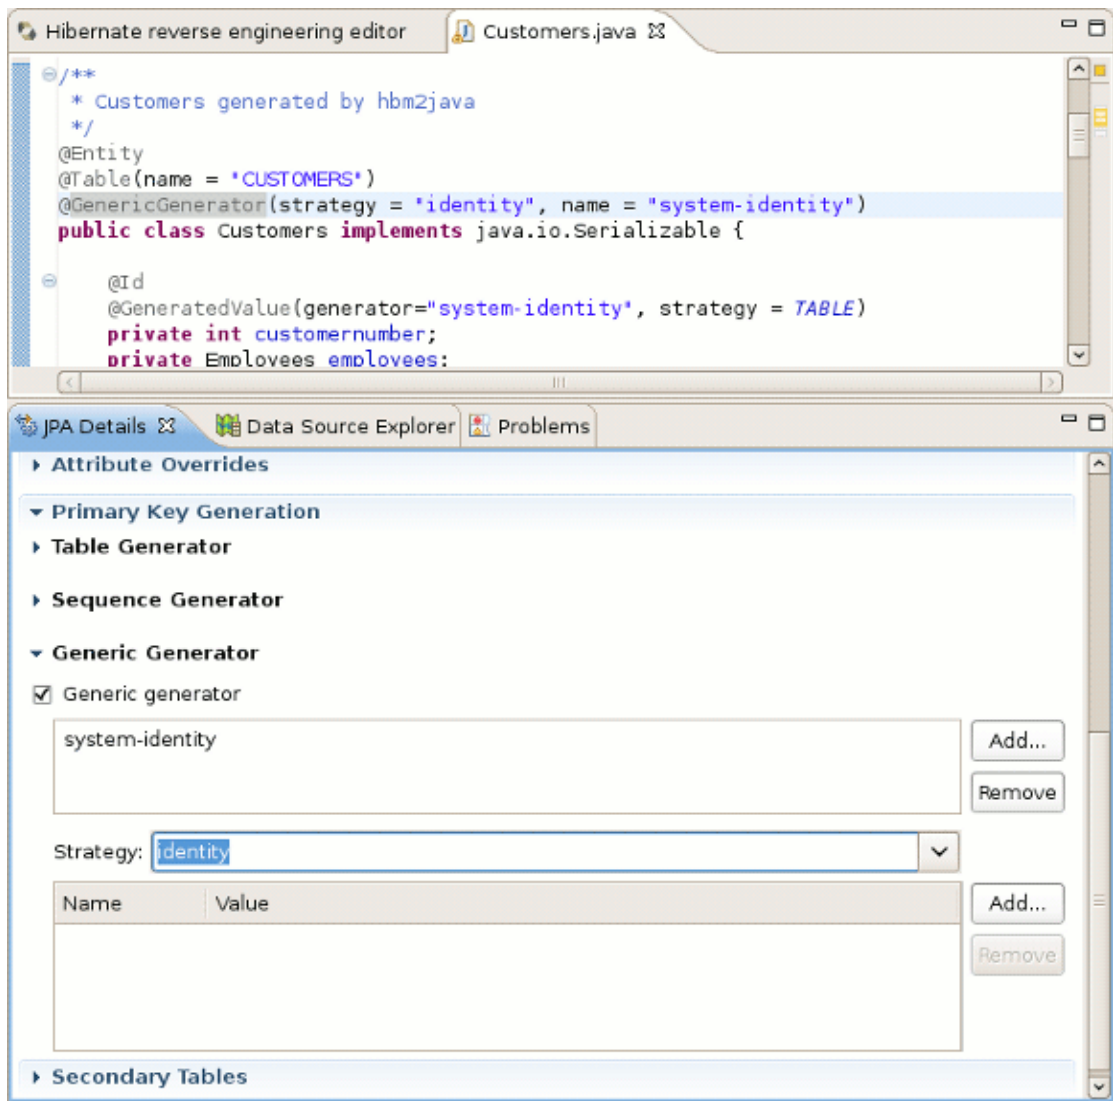 Hibernate reverse engineering editor Customers.java
/**
* Customers generated by hbm2java
*/
@Entity
@Table(name = "CUSTOMERS")
@GenericGenerator(strategy = "identity", name = "system-identity")
public class Customers implements java.io.Serializable {
@Id
@GeneratedValue(generator="system-identity", strategy = TABLE)
private int customernumber;
private Employees employees;
JPA Details Data Source Explorer Problems
Attribute Overrides
Primary Key Generation
Table Generator
Sequence Generator
Generic Generator
Generic generator
system-identity
Add...
Remove
Strategy: identity
Name Value Add...
Remove
Secondary Tables